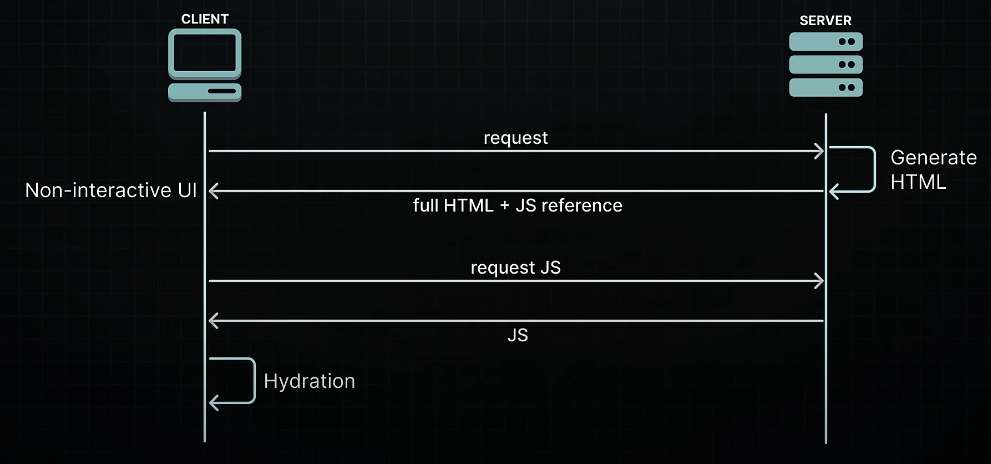 CLIENT
SERVER
request
Generate
HTML
Non-interactive UI
full HTML + JS reference
request JS
JS
Hydration